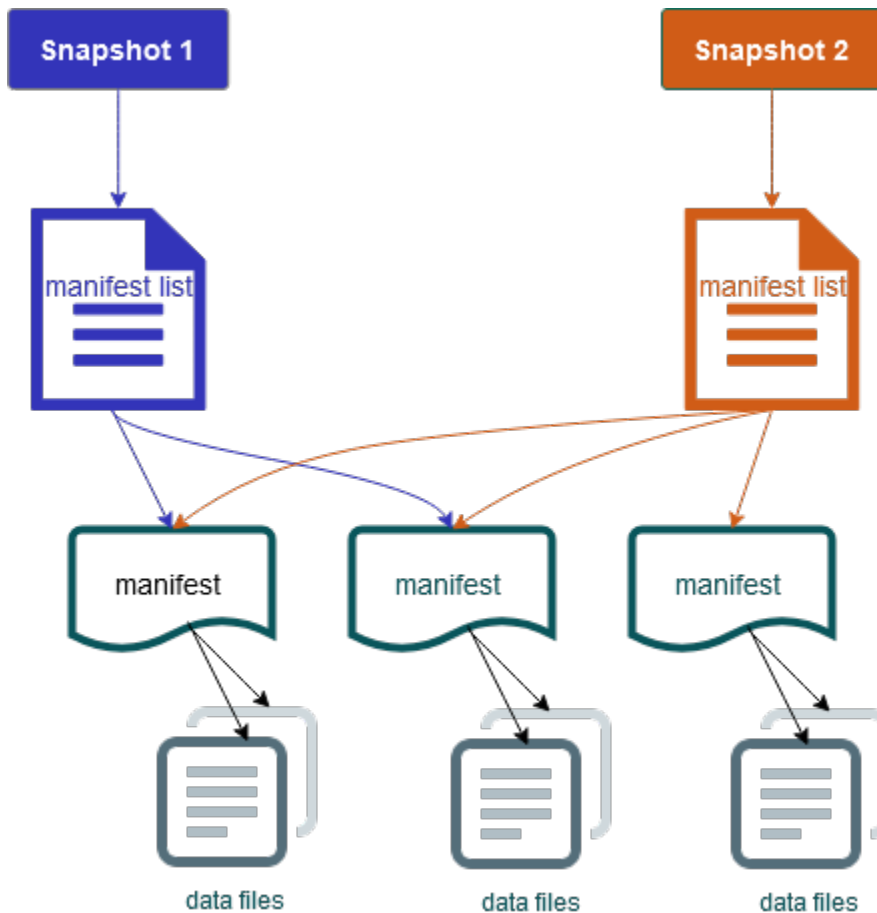 Snapshot 1
Snapshot 2
manifest list
manifest list
manifest
manifest
manifest
data files
data files
data files